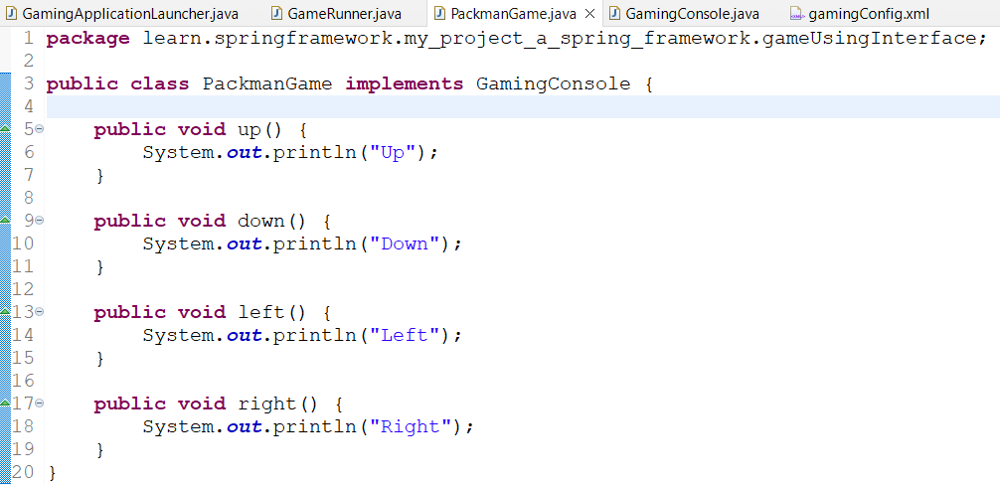 GamingApplicationLauncher.java GameRunner.java PackmanGame.java GamingConsole.java gamingConfig.xml
1 package learn.springframework.my_project_a_spring_framework.gameUsingInterface;
2
3 public class PackmanGame implements GamingConsole {
4
5 public void up() {
6 System.out.println("Up");
7 }
8
9 public void down() {
10 System.out.println("Down");
11 }
12
13 public void left() {
14 System.out.println("Left");
15 }
16
17 public void right() {
18 System.out.println("Right");
19 }
20 }